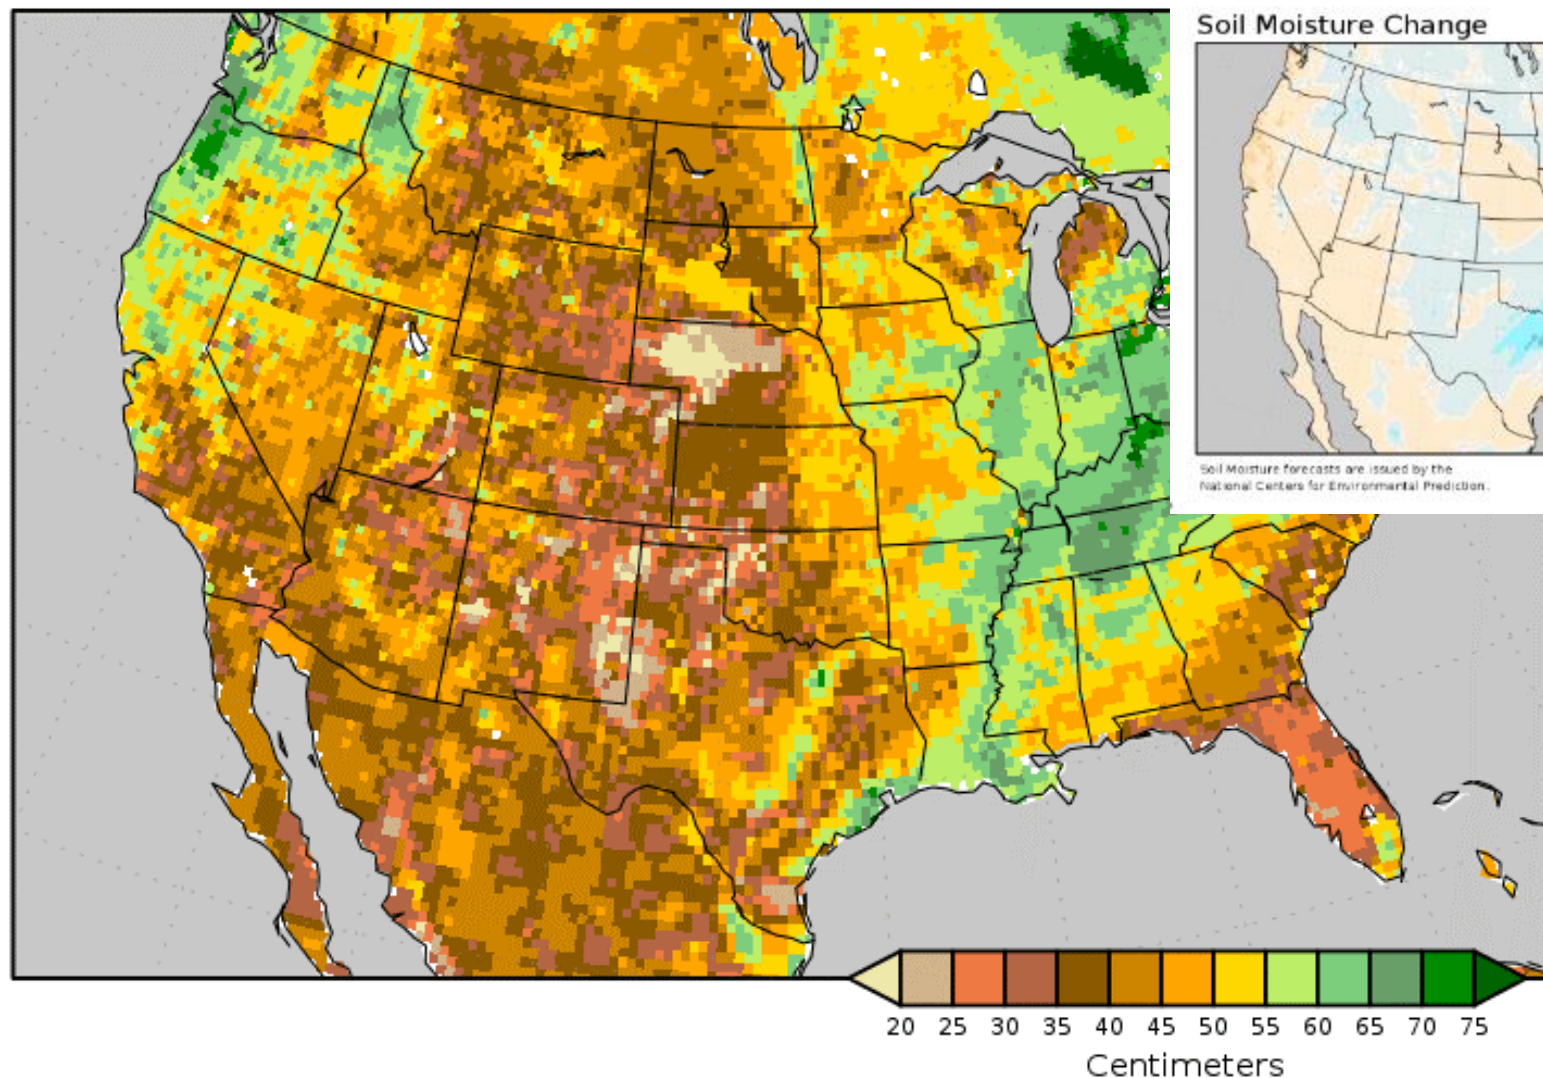 Soil Moisture Change
Soil Moisture forecasts are issued by the
National Centers for Environmental Prediction.
20 25 30 35 40 45 50 55 60 65 70 75
Centimeters